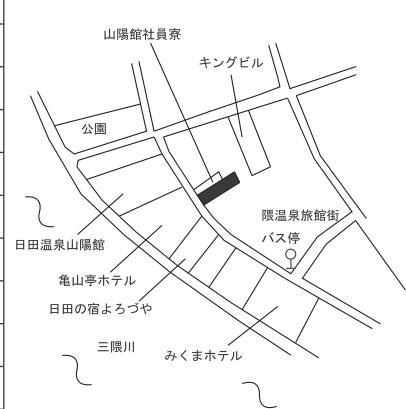 山陽館社員寮
キングビル
公園
隈温泉旅館街
バス停
日田温泉山陽館
亀山亭ホテル
日田の宿よろづや
三隈川
みくまホテル